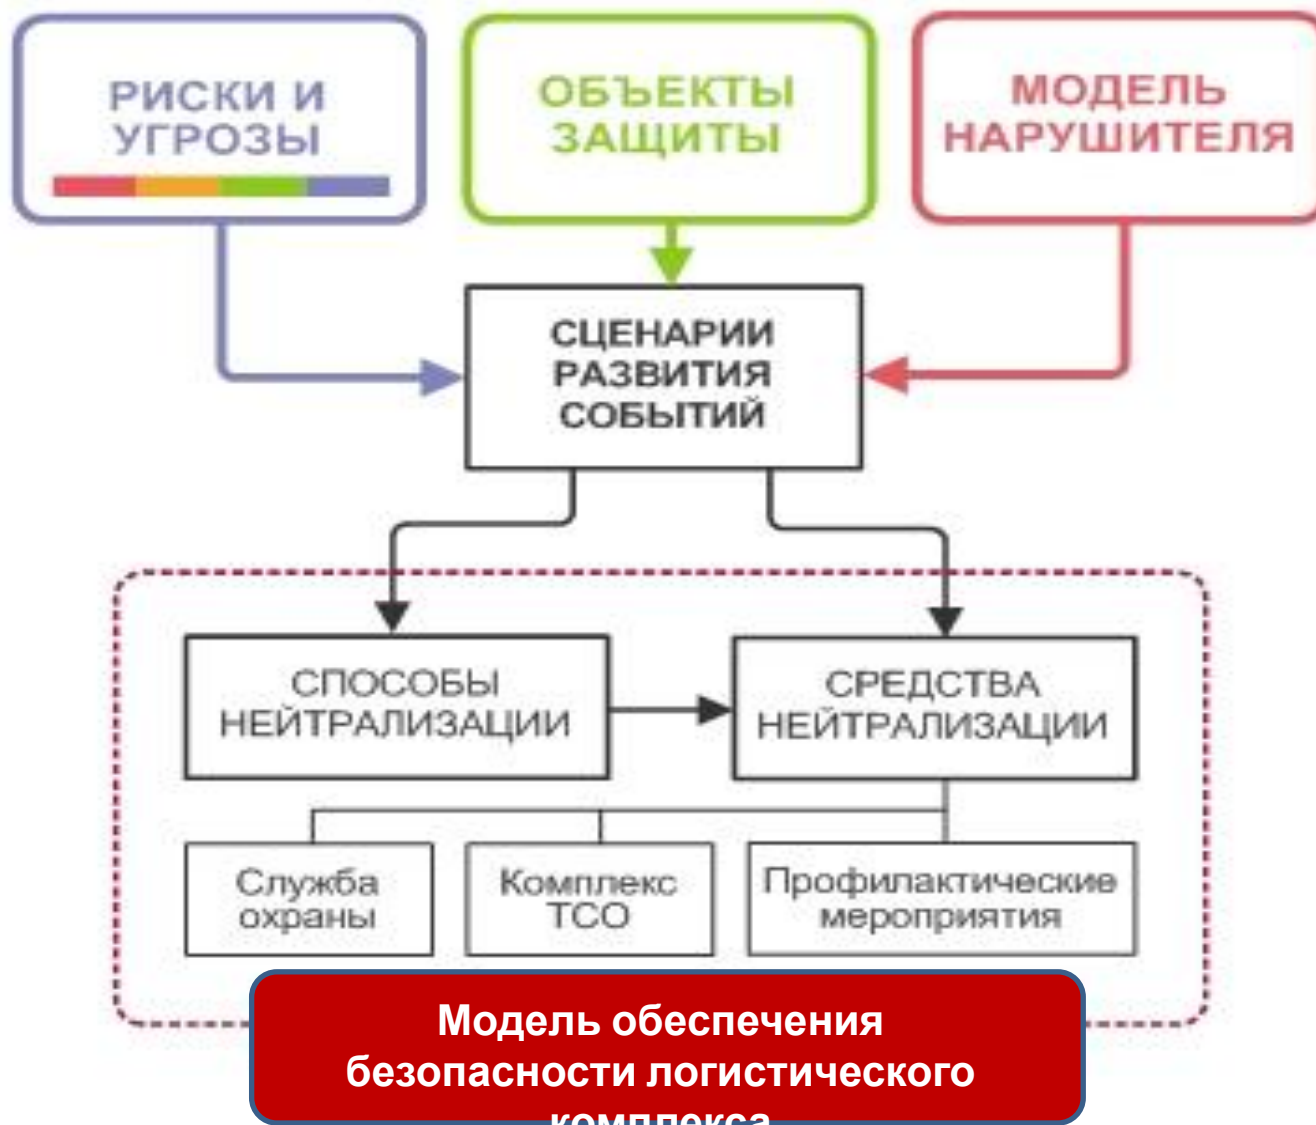 РИСКИ И
УГРОЗЫ
ОБЪЕКТЫ
ЗАЩИТЫ
МОДЕЛЬ
НАРУШИТЕЛЯ
СЦЕНАРИИ
РАЗВИТИЯ
СОБЫТИЙ
СПОСОБЫ
НЕЙТРАЛИЗАЦИИ
СРЕДСТВА
НЕЙТРАЛИЗАЦИИ
Служба
охраны
Комплекс
ТСО
Профилактические
мероприятия
Модель обеспечения
безопасности логистического
комплекса